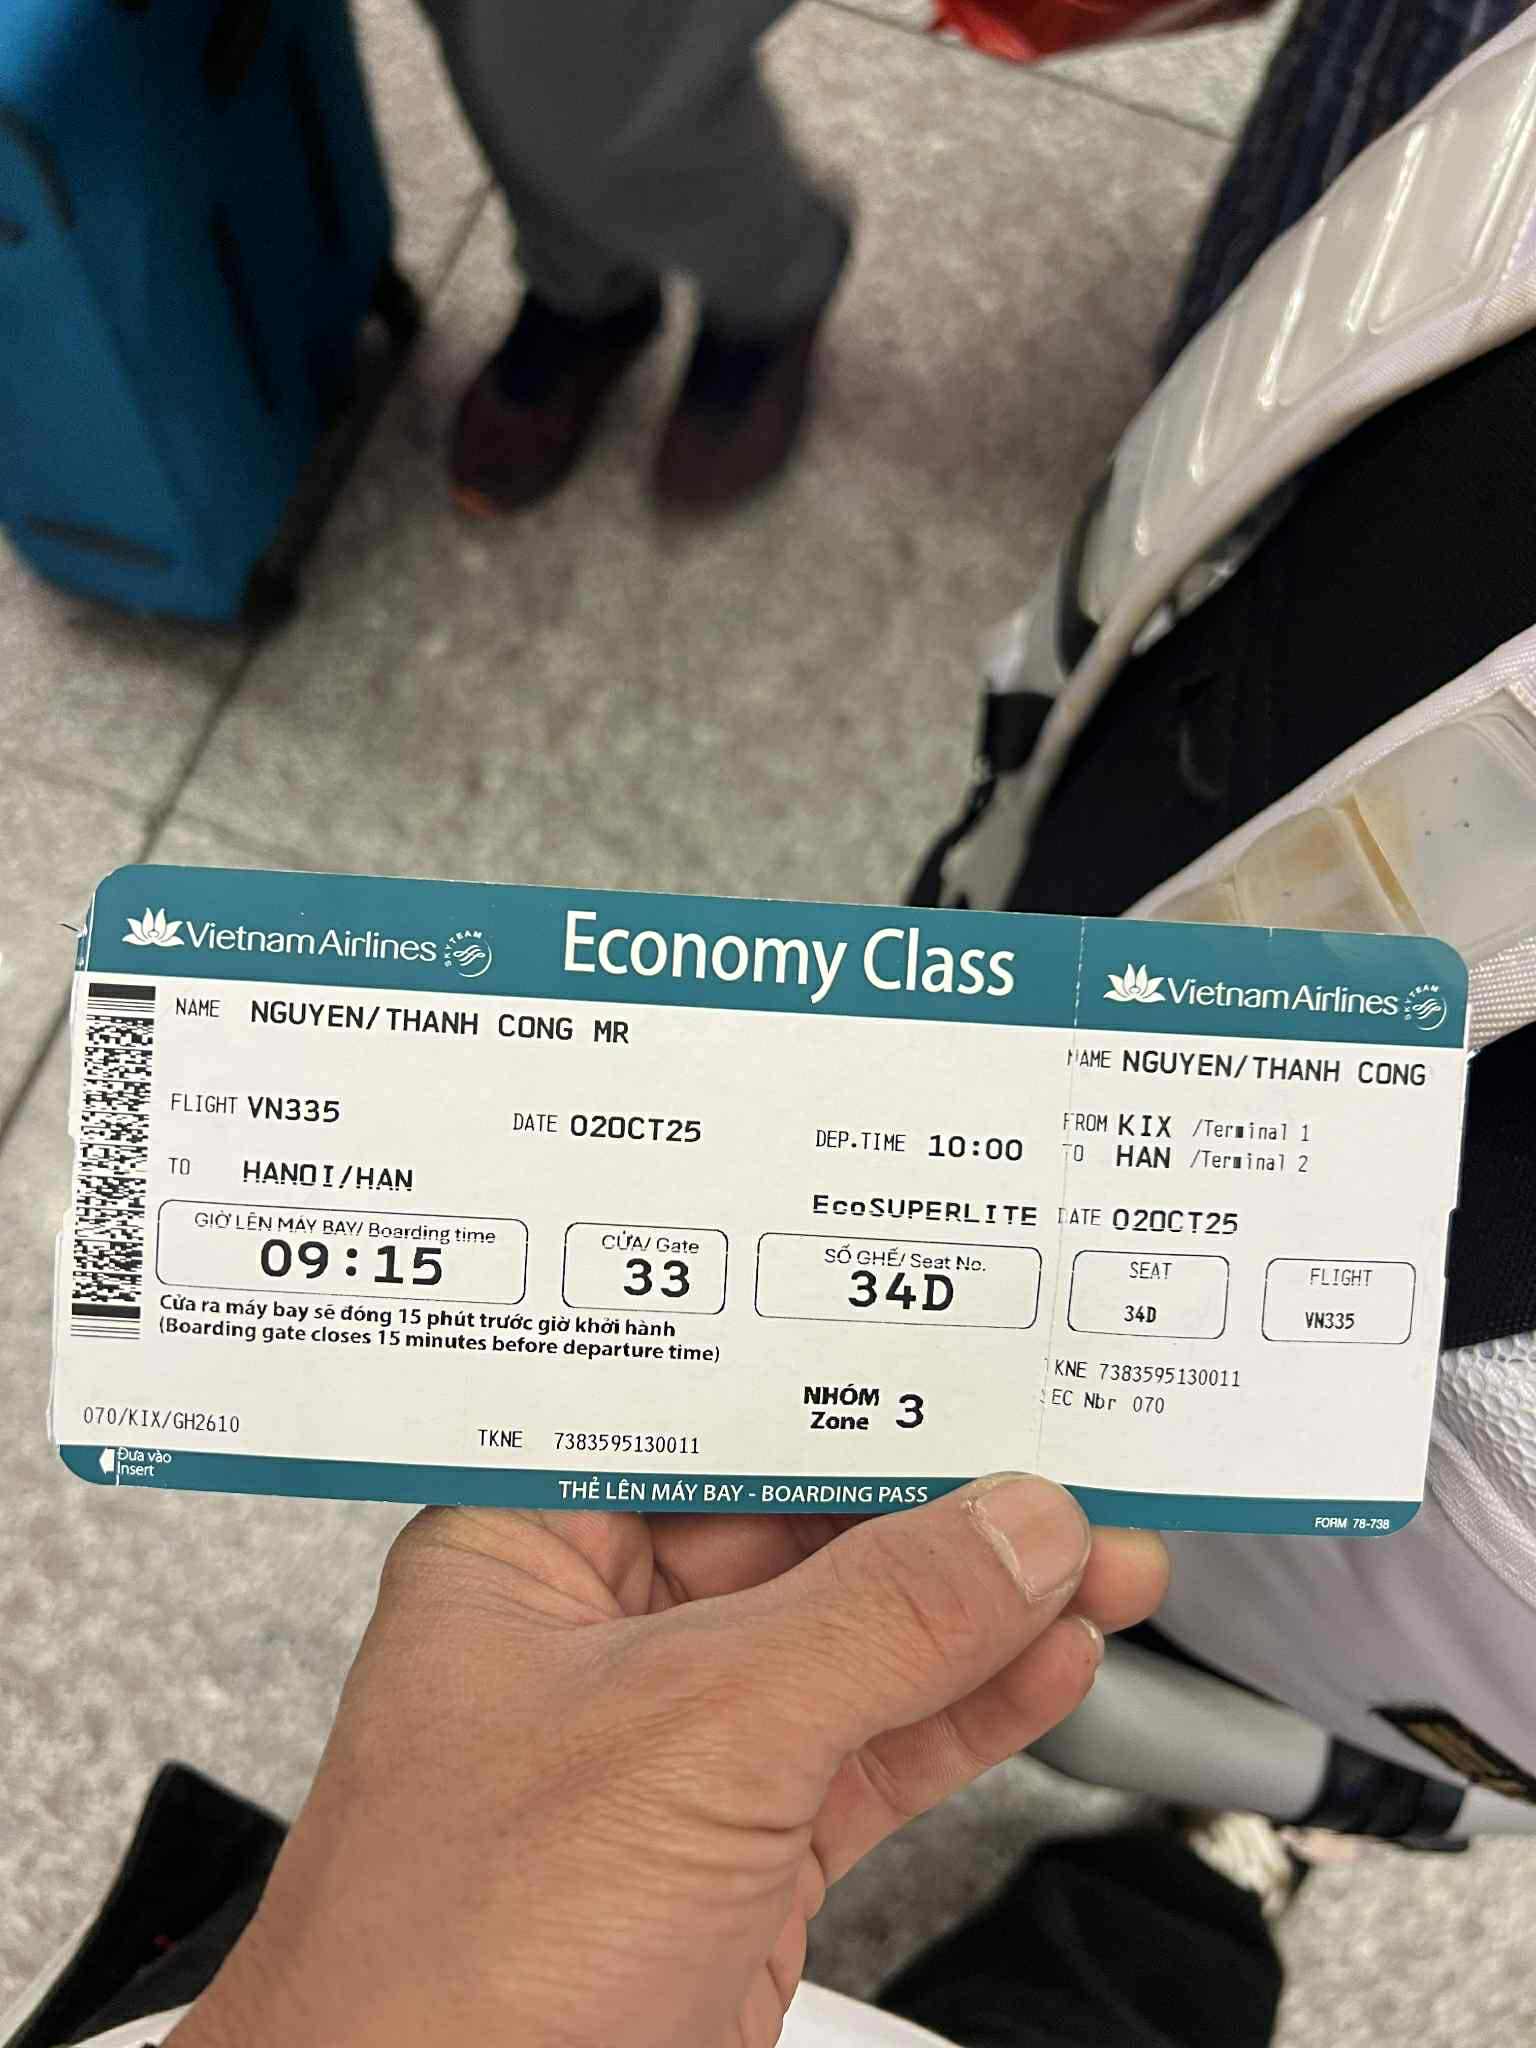 Vietnam Airlines SKYTEAM Economy Class
NAME NGUYEN/THANH CONG MR
FLIGHT VN335 DATE 02OCT25 DEP.TIME 10:00
TO HANOI/HAN
EcoSUPERLITE
GIỜ LÊN MÁY BAY/ Boarding time
09:15
CỬA/ Gate
33
SỐ GHẾ/ Seat No.
34D
Cửa ra máy bay sẽ đóng 15 phút trước giờ khởi hành
(Boarding gate closes 15 minutes before departure time)
NHÓM
Zone 3
070/KIX/GH2610
TKNE 7383595130011
Đưa vào
Insert
THẺ LÊN MÁY BAY - BOARDING PASS
Vietnam Airlines SKYTEAM
NAME NGUYEN/THANH CONG
FROM KIX /Terminal 1
TO HAN /Terminal 2
DATE 02OCT25
SEAT
34D
FLIGHT
VN335
TKNE 7383595130011
SEC Nbr 070
FORM 78-738